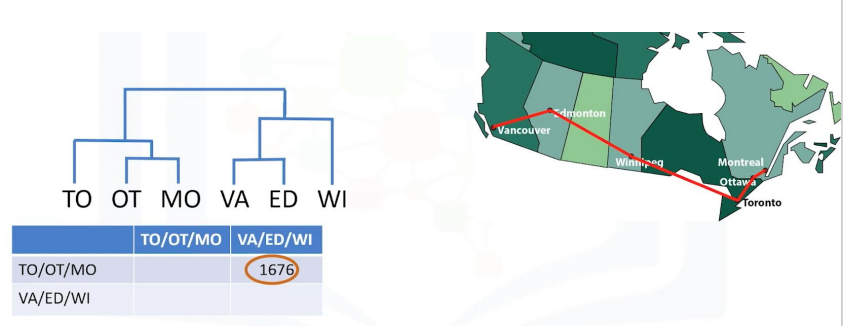 TO OT MO VA ED WI
TO/OT/MO VA/ED/WI
TO/OT/MO 1676
VA/ED/WI
Edmonton
Vancouver
Winnipeg
Montreal
Ottawa
Toronto